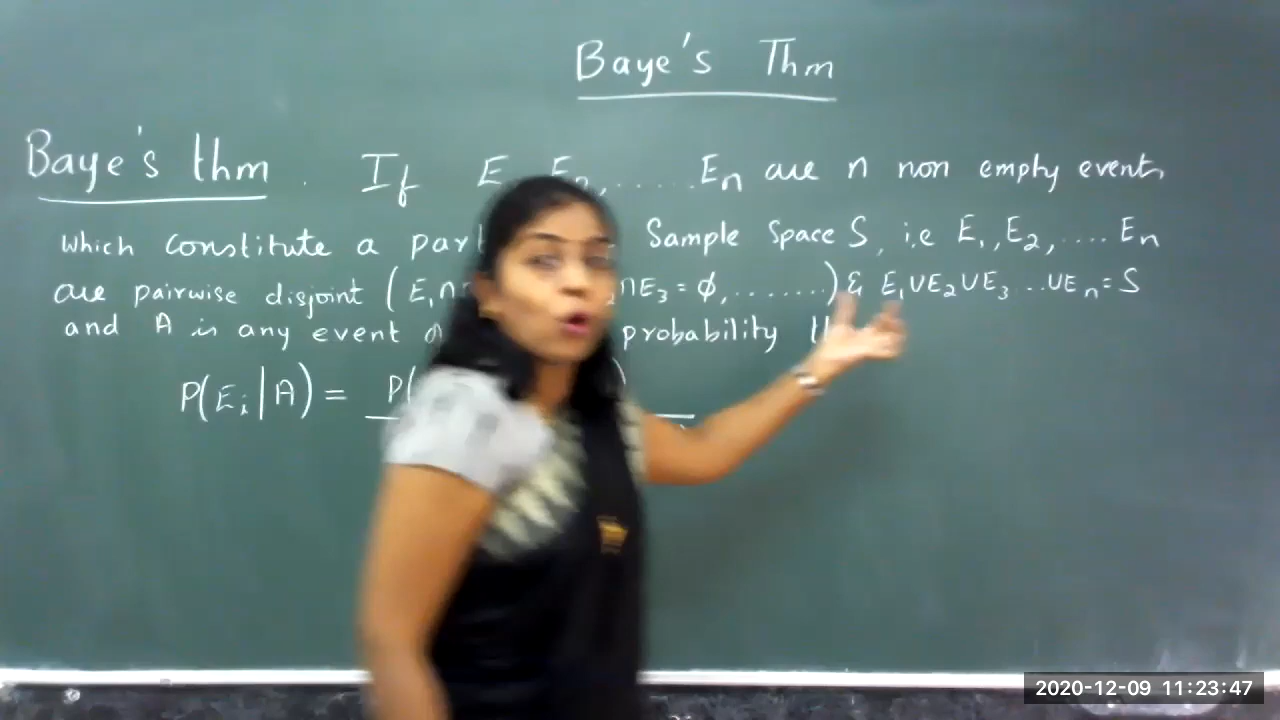 Baye's Thm
Baye's thm . If E ..... En are n non empty events
which constitute a Sample Space S, i.e E1, E2, .... En
are pairwise disjoint (E1∩ ∩E3 = ϕ, ........) & E1∪E2∪E3 ...∪En = S
and A is any event probability
P(Ei|A) = P(
2020-12-09 11:23:47